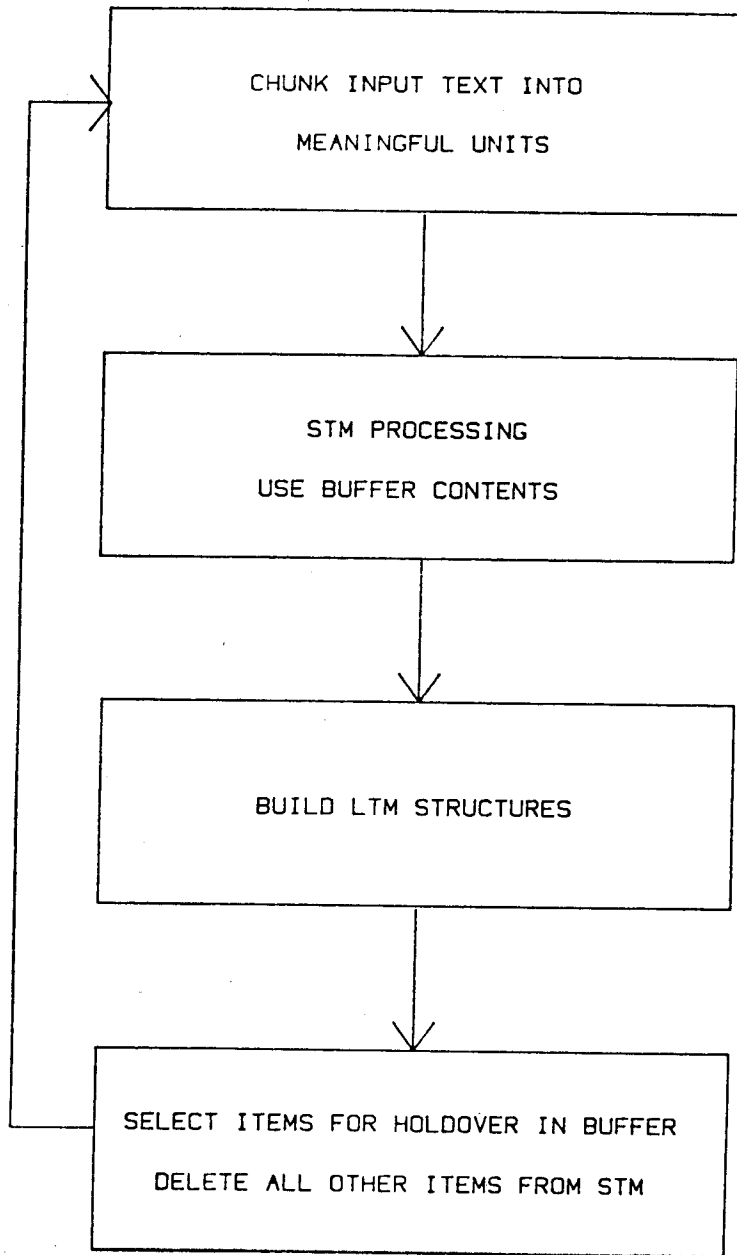 CHUNK INPUT TEXT INTO
MEANINGFUL UNITS
STM PROCESSING
USE BUFFER CONTENTS
BUILD LTM STRUCTURES
SELECT ITEMS FOR HOLDOVER IN BUFFER
DELETE ALL OTHER ITEMS FROM STM